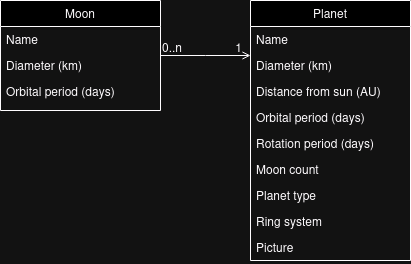 Moon
Name
Diameter (km)
Orbital period (days)
0..n
1
Planet
Name
Diameter (km)
Distance from sun (AU)
Orbital period (days)
Rotation period (days)
Moon count
Planet type
Ring system
Picture